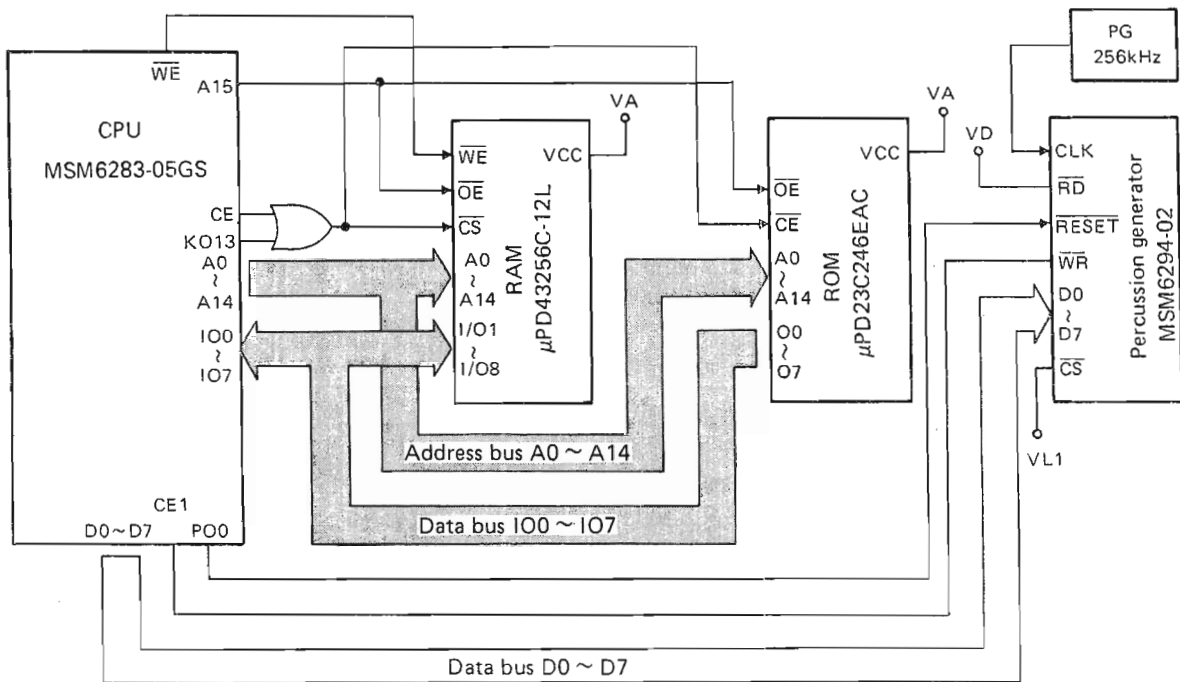 WE
A15
CPU
MSM6283-05GS
CE
KO13
A0
~
A14
IO0
~
IO7
CE1
D0~D7
PO0
VA
VCC
WE
OE
CS
A0
~
A14
I/O1
~
I/O8
RAM
µPD43256C-12L
VA
VCC
OE
CE
A0
~
A14
O0
~
O7
ROM
µPD23C246EAC
PG
256kHz
VD
CLK
RD
RESET
WR
D0
~
D7
CS
Percussion generator
MSM6294-02
VL1
Address bus A0 ~ A14
Data bus IO0 ~ IO7
Data bus D0 ~ D7